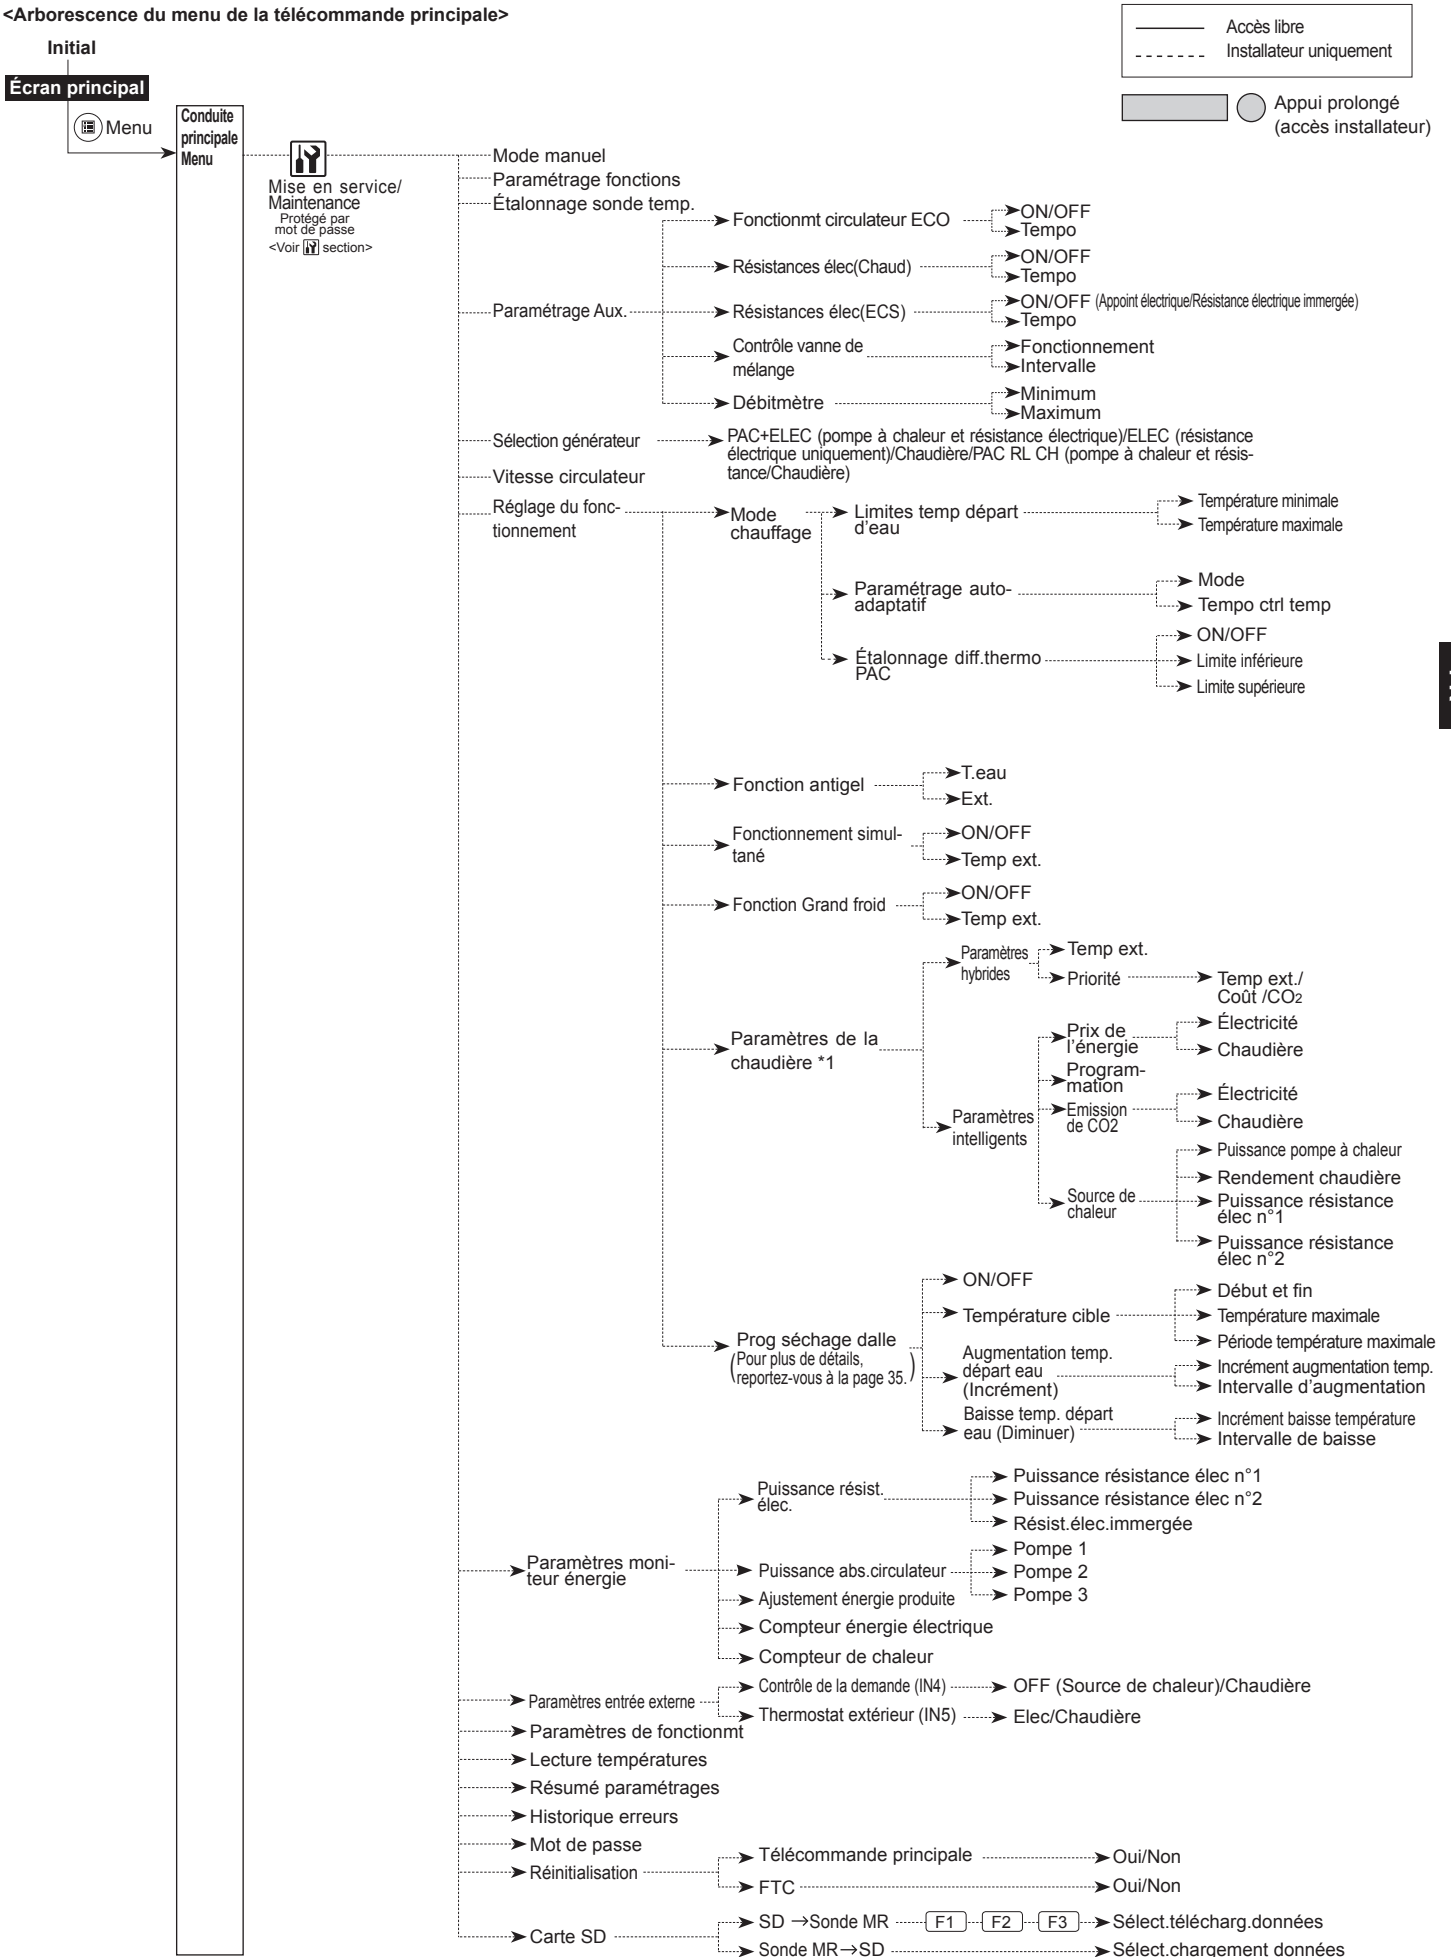 <Arborescence du menu de la télécommande principale>
Accès libre
Installateur uniquement
Appui prolongé
(accès installateur)
Initial
Écran principal
Menu
Conduite
principale
Menu
Mise en service/
Maintenance
Protégé par
mot de passe
<Voir section>
Mode manuel
Paramétrage fonctions
Étalonnage sonde temp.
Paramétrage Aux.
Fonctionmt circulateur ECO
ON/OFF
Tempo
Résistances élec(Chaud)
ON/OFF
Tempo
Résistances élec(ECS)
ON/OFF (Appoint électrique/Résistance électrique immergée)
Tempo
Contrôle vanne de
mélange
Fonctionnement
Intervalle
Débitmètre
Minimum
Maximum
Sélection générateur
PAC+ELEC (pompe à chaleur et résistance électrique)/ELEC (résistance
électrique uniquement)/Chaudière/PAC RL CH (pompe à chaleur et résis-
tance/Chaudière)
Vitesse circulateur
Réglage du fonc-
tionnement
Mode
chauffage
Limites temp départ
d'eau
Température minimale
Température maximale
Paramétrage auto-
adaptatif
Mode
Tempo ctrl temp
Étalonnage diff.thermo
PAC
ON/OFF
Limite inférieure
Limite supérieure
Fonction antigel
T.eau
Ext.
Fonctionnement simul-
tané
ON/OFF
Temp ext.
Fonction Grand froid
ON/OFF
Temp ext.
Paramètres de la
chaudière *1
Paramètres
hybrides
Temp ext.
Priorité
Temp ext./
Coût /CO2
Paramètres
intelligents
Prix de
l'énergie
Électricité
Chaudière
Program-
mation
Emission
de CO2
Électricité
Chaudière
Source de
chaleur
Puissance pompe à chaleur
Rendement chaudière
Puissance résistance
élec n°1
Puissance résistance
élec n°2
Prog séchage dalle
(Pour plus de détails,
reportez-vous à la page 35.)
ON/OFF
Température cible
Début et fin
Température maximale
Période température maximale
Augmentation temp.
départ eau
(Incrément)
Incrément augmentation temp.
Intervalle d'augmentation
Baisse temp. départ
eau (Diminuer)
Incrément baisse température
Intervalle de baisse
Paramètres moni-
teur énergie
Puissance résist.
élec.
Puissance résistance élec n°1
Puissance résistance élec n°2
Résist.élec.immergée
Puissance abs.circulateur
Pompe 1
Pompe 2
Pompe 3
Ajustement énergie produite
Compteur énergie électrique
Compteur de chaleur
Paramètres entrée externe
Contrôle de la demande (IN4)
OFF (Source de chaleur)/Chaudière
Thermostat extérieur (IN5)
Elec/Chaudière
Paramètres de fonctionmt
Lecture températures
Résumé paramétrages
Historique erreurs
Mot de passe
Réinitialisation
Télécommande principale
Oui/Non
FTC
Oui/Non
Carte SD
SD →Sonde MR
F1
F2
F3
Sélect.télécharg.données
Sonde MR→SD
Sélect.chargement données